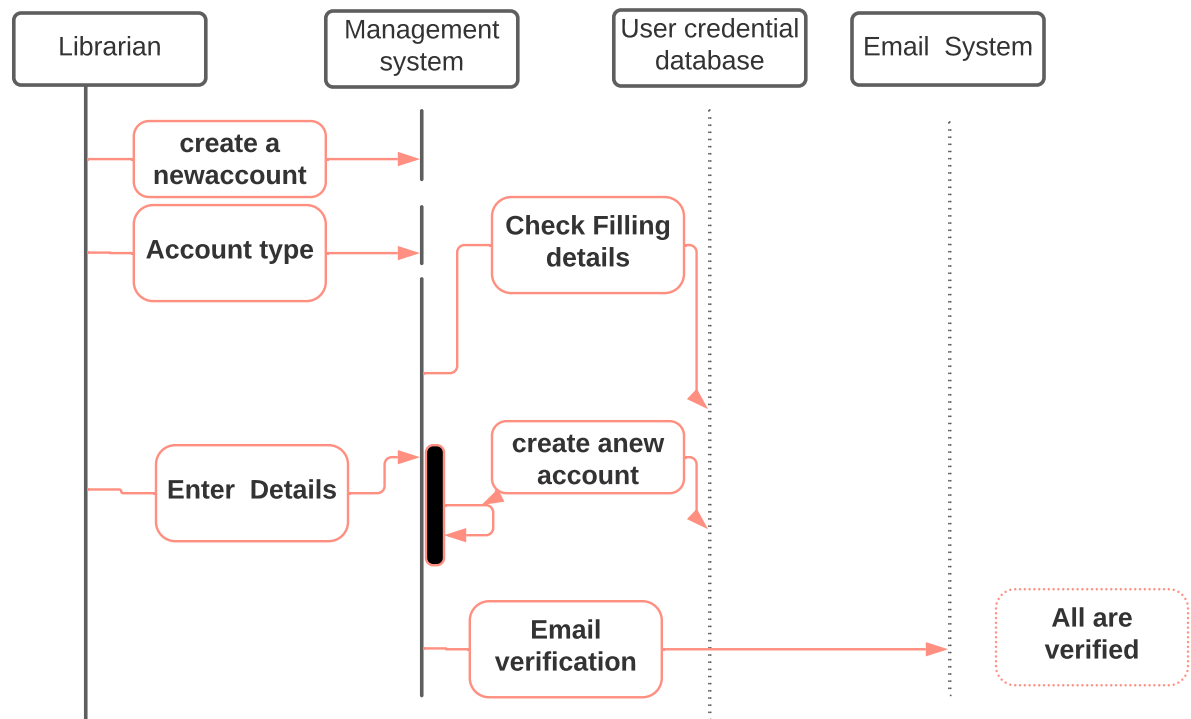 Librarian
Management
system
User credential
database
Email  System
create a
newaccount
Account type
Check Filling
details
create anew
account
Enter  Details
Email
verification
All are
verified